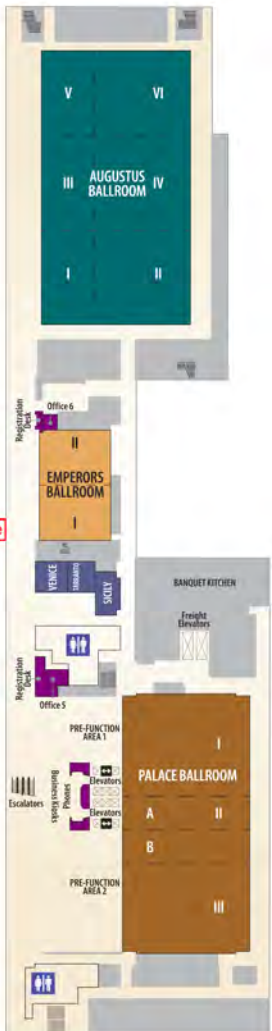 V
VI
AUGUSTUS
III
IV
BALLROOM
I
II
Office 6
Registration
Desk
II
EMPERORS
BALLROOM
I
VENICE
TARANTO
SICILY
BANQUET KITCHEN
Freight
Elevators
Registration
Desk
Office 5
PRE-FUNCTION
AREA 1
I
PALACE BALLROOM
Elevators
Phones
Business Kiosks
Escalators
Elevators
A
II
B
PRE-FUNCTION
AREA 2
III